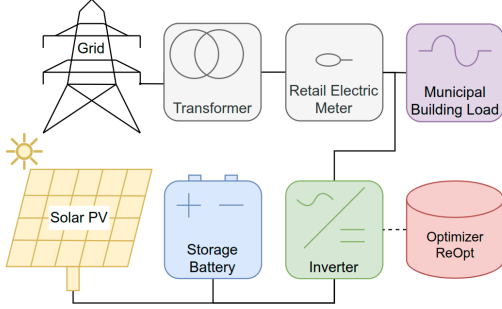 Grid
Transformer
Retail Electric
Meter
Municipal
Building Load
Solar PV
Storage
Battery
Inverter
Optimizer
ReOpt